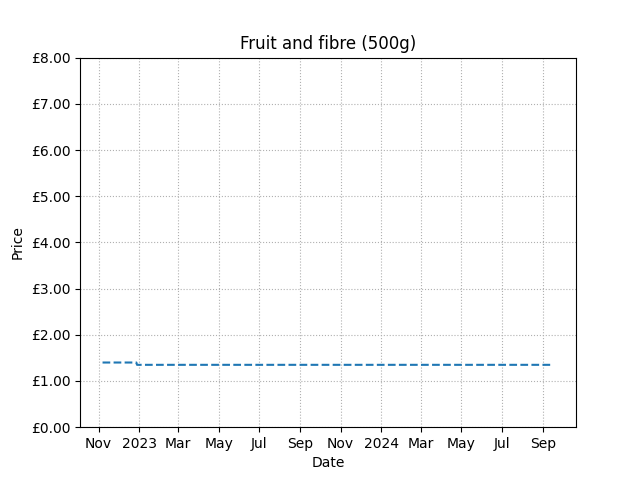 Fruit and fibre (500g)
£8.00
£7.00
£6.00
£5.00
£4.00
£3.00
£2.00
£1.00
£0.00
Price
Nov 2023 Mar May Jul Sep Nov 2024 Mar May Jul Sep
Date